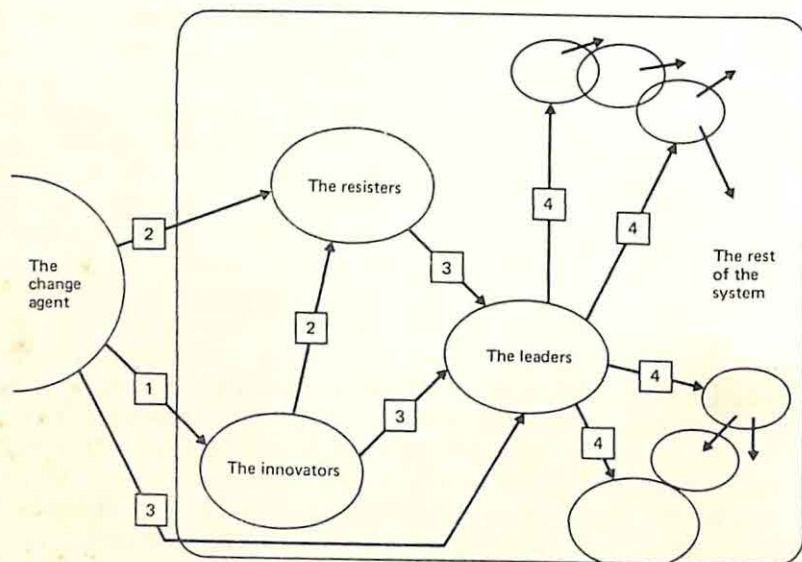 The
change
agent
2
1
3
The resisters
2
The innovators
3
3
The leaders
4
4
4
4
The rest
of the
system